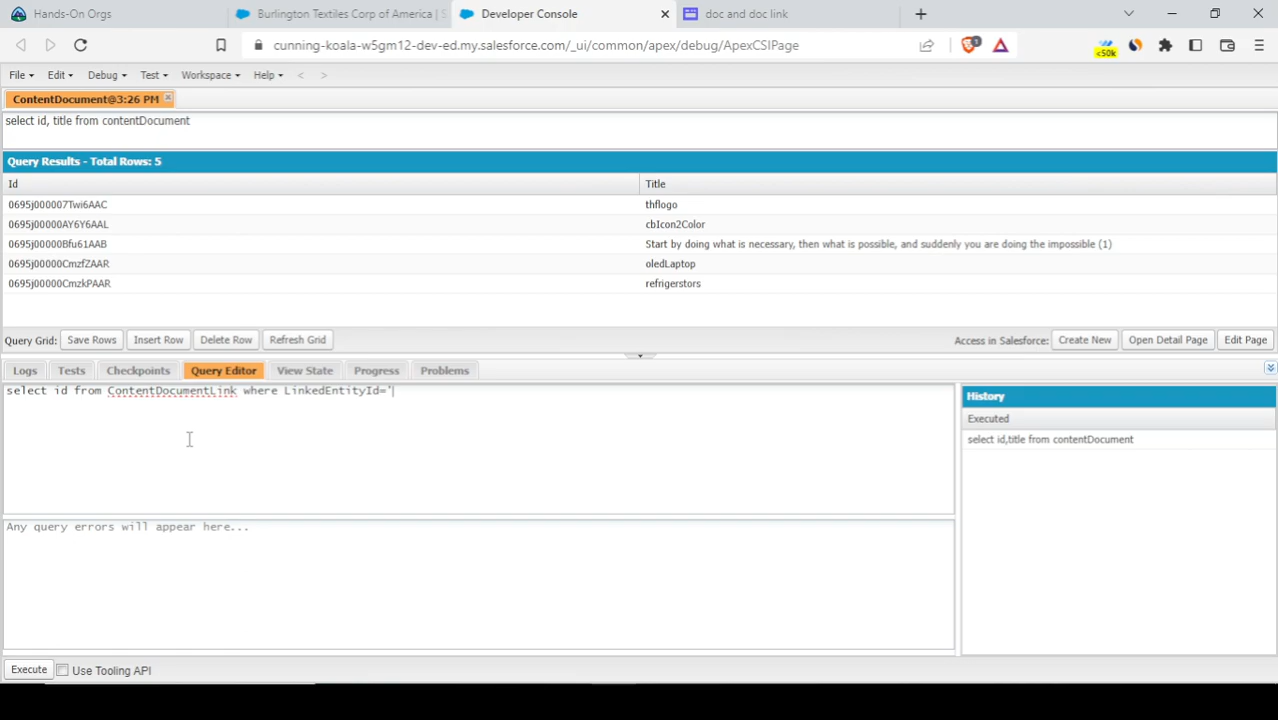 Hands-On Orgs
Burlington Textiles Corp of America | S
Developer Console
doc and doc link
cunning-koala-w5gm12-dev-ed.my.salesforce.com/_ui/common/apex/debug/ApexCSIPage
1
<50k
File
Edit
Debug
Test
Workspace
Help
<
>
ContentDocument@3:26 PM
select id, title from contentDocument
Query Results - Total Rows: 5
Id Title
0695j000007Twi6AAC thflogo
0695j00000AY6Y6AAL cbIcon2Color
0695j00000Bfu61AAB Start by doing what is necessary, then what is possible, and suddenly you are doing the impossible (1)
0695j00000CmzfZAAR oledLaptop
0695j00000CmzkPAAR refrigerstors
Query Grid: Save Rows Insert Row Delete Row Refresh Grid Access in Salesforce: Create New Open Detail Page Edit Page
Logs Tests Checkpoints Query Editor View State Progress Problems
select id from ContentDocumentLink where LinkedEntityId='
History
Executed
select id,title from contentDocument
Any query errors will appear here...
Execute Use Tooling API